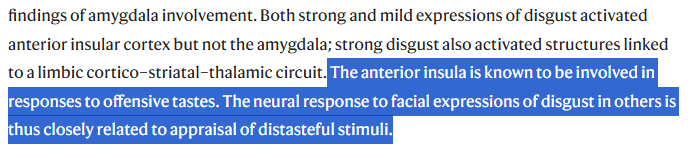 findings of amygdala involvement. Both strong and mild expressions of disgust activated
anterior insular cortex but not the amygdala; strong disgust also activated structures linked
to a limbic cortico–striatal–thalamic circuit. The anterior insula is known to be involved in
responses to offensive tastes. The neural response to facial expressions of disgust in others is
thus closely related to appraisal of distasteful stimuli.